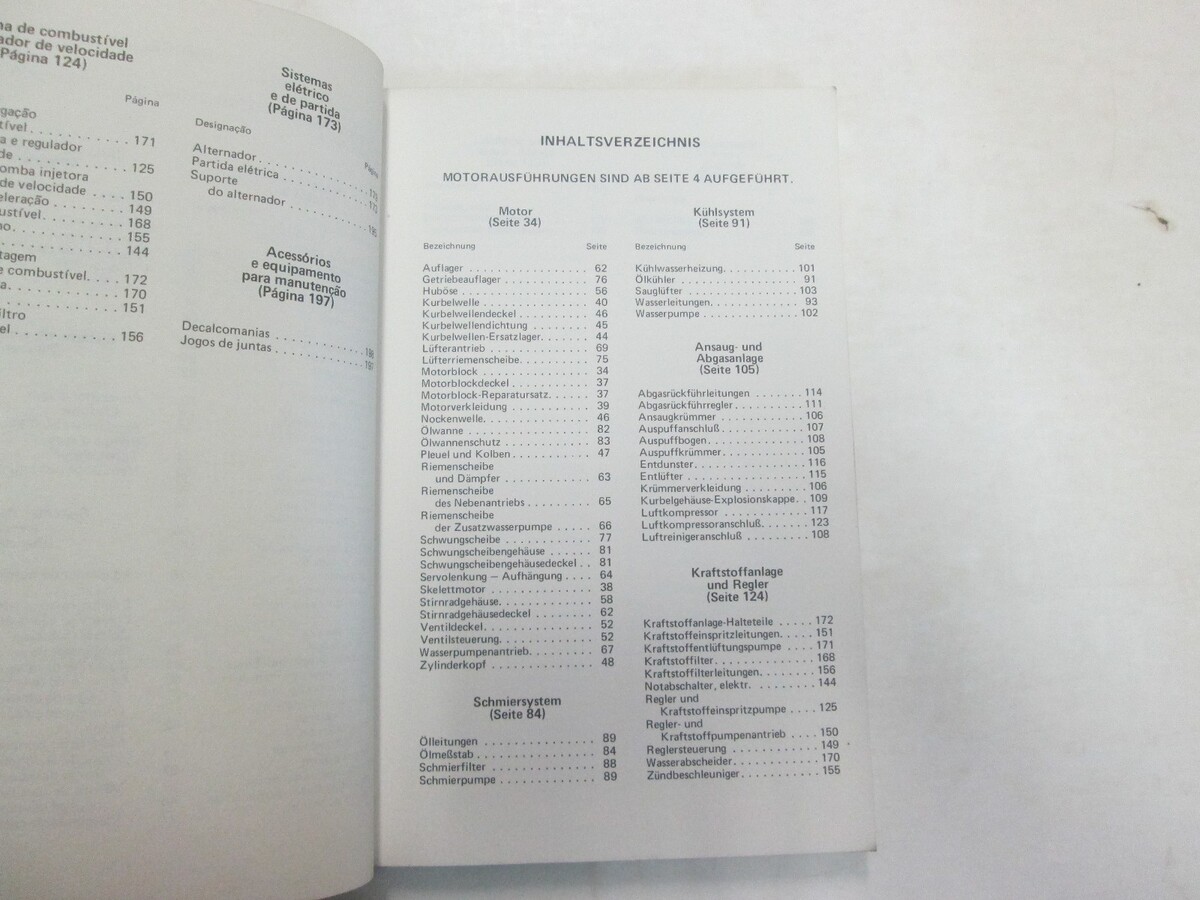 de combustível
ador de velocidade
(Página 124)
Página
tível . . . . . . . . . . . 171
a e regulador
de . . . . . . . . . . . 125
omba injetora
de velocidade . . . . 150
eleração . . . . . . . . 149
ustível . . . . . . . . . 168
no . . . . . . . . . . . . 155
. . . . . . . . . . . . . 144
tagem
e combustível . . . . 172
a . . . . . . . . . . . . . 170
. . . . . . . . . . . . . 151
iltro
el . . . . . . . . . . . . 156
Sistemas
elétrico
e de partida
(Página 173)
Designação
Alternador . . . . . . . . . . .
Partida elétrica . . . . . . . . . 173
Suporte
do alternador . . . . . . . . .
Acessórios
e equipamento
para manutenção
(Página 197)
Decalcomanias . . . . . . . . .
Jogos de juntas . . . . . . . . . 197
INHALTSVERZEICHNIS
MOTORAUSFÜHRUNGEN SIND AB SEITE 4 AUFGEFÜHRT.
Motor
(Seite 34)
Bezeichnung Seite
Auflager . . . . . . . . . . . . . . . 62
Getriebeauflager . . . . . . . . . . . 76
Huböse . . . . . . . . . . . . . . . . 56
Kurbelwelle . . . . . . . . . . . . . . 40
Kurbelwellendeckel . . . . . . . . . . 46
Kurbelwellendichtung . . . . . . . . 45
Kurbelwellen-Ersatzlager. . . . . . . 44
Lüfterantrieb . . . . . . . . . . . . . 69
Lüfterriemenscheibe. . . . . . . . . . 75
Motorblock . . . . . . . . . . . . . . 34
Motorblockdeckel . . . . . . . . . . . 37
Motorblock-Reparatursatz. . . . . . 37
Motorverkleidung . . . . . . . . . . . 39
Nockenwelle. . . . . . . . . . . . . . 46
Ölwanne . . . . . . . . . . . . . . . . 82
Ölwannenschutz . . . . . . . . . . . . 83
Pleuel und Kolben . . . . . . . . . . . 47
Riemenscheibe
und Dämpfer . . . . . . . . . . . . 63
Riemenscheibe
des Nebenantriebs . . . . . . . . . 65
Riemenscheibe
der Zusatzwasserpumpe . . . . . 66
Schwungscheibe . . . . . . . . . . . . 77
Schwungscheibengehäuse . . . . . . 81
Schwungscheibengehäusedeckel . . 81
Servolenkung — Aufhängung . . . . 64
Skelettmotor . . . . . . . . . . . . . . 38
Stirnradgehäuse. . . . . . . . . . . . . 58
Stirnradgehäusedeckel . . . . . . . . 62
Ventildeckel. . . . . . . . . . . . . . . 52
Ventilsteuerung. . . . . . . . . . . . . 52
Wasserpumpenantrieb. . . . . . . . . 67
Zylinderkopf . . . . . . . . . . . . . . 48
Schmiersystem
(Seite 84)
Ölleitungen . . . . . . . . . . . . . . . 89
Ölmeßstab . . . . . . . . . . . . . . . . 84
Schmierfilter . . . . . . . . . . . . . . 88
Schmierpumpe . . . . . . . . . . . . . 89
Kühlsystem
(Seite 91)
Bezeichnung Seite
Kühlwasserheizung. . . . . . . . . . 101
Ölkühler . . . . . . . . . . . . . . . . 91
Sauglüfter . . . . . . . . . . . . . . . 103
Wasserleitungen. . . . . . . . . . . . 93
Wasserpumpe . . . . . . . . . . . . . 102
Ansaug- und
Abgasanlage
(Seite 105)
Abgasrückführleitungen . . . . . . . 114
Abgasrückführregler . . . . . . . . . . 111
Ansaugkrümmer . . . . . . . . . . . . 106
Auspuffanschluß . . . . . . . . . . . . 107
Auspuffbogen. . . . . . . . . . . . . . 108
Auspuffkrümmer . . . . . . . . . . . . 105
Entdunster. . . . . . . . . . . . . . . . 116
Entlüfter . . . . . . . . . . . . . . . . . 115
Krümmerverkleidung . . . . . . . . . 106
Kurbelgehäuse-Explosionskappe. . 109
Luftkompressor . . . . . . . . . . . . 117
Luftkompressoranschluß. . . . . . . 123
Luftreinigeranschluß . . . . . . . . . 108
Kraftstoffanlage
und Regler
(Seite 124)
Kraftstoffanlage-Halteteile . . . . . 172
Kraftstoffeinspritzleitungen. . . . . 151
Kraftstoffentlüftungspumpe . . . . 171
Kraftstoffilter. . . . . . . . . . . . . . 168
Kraftstoffilterleitungen. . . . . . . . 156
Notabschalter, elektr. . . . . . . . . 144
Regler und
Kraftstoffeinspritzpumpe . . . . 125
Regler- und
Kraftstoffpumpenantrieb . . . . 150
Reglersteuerung . . . . . . . . . . . . 149
Wasserabscheider . . . . . . . . . . . 170
Zündbeschleuniger. . . . . . . . . . . 155